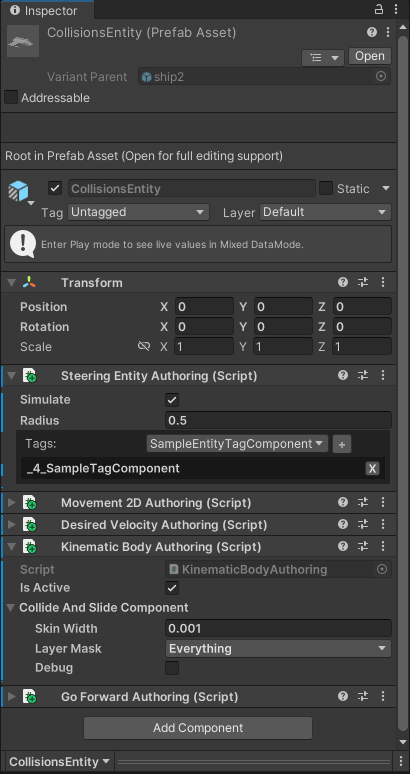 Inspector
CollisionsEntity (Prefab Asset)
Open
Variant Parent ship2
Addressable
Root in Prefab Asset (Open for full editing support)
CollisionsEntity Static
Tag Untagged Layer Default
Enter Play mode to see live values in Mixed DataMode.
Transform
Position X 0 Y 0 Z 0
Rotation X 0 Y 0 Z 0
Scale X 1 Y 1 Z 1
Steering Entity Authoring (Script)
Simulate
Radius 0.5
Tags: SampleEntityTagComponent +
_4_SampleTagComponent X
Movement 2D Authoring (Script)
Desired Velocity Authoring (Script)
Kinematic Body Authoring (Script)
Script KinematicBodyAuthoring
Is Active
Collide And Slide Component
Skin Width 0.001
Layer Mask Everything
Debug
Go Forward Authoring (Script)
Add Component
CollisionsEntity